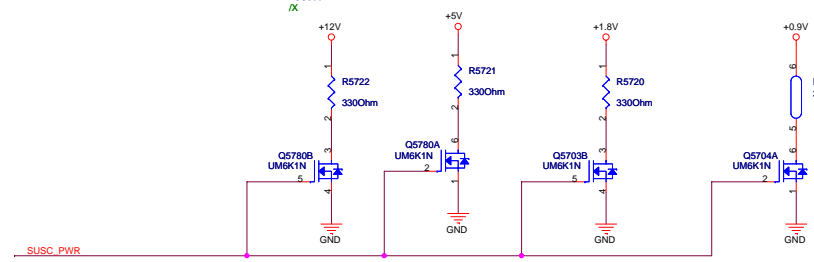 /X
+12V
+5V
+1.8V
+0.9V
1
R5722
330Ohm
2
1
R5721
330Ohm
2
1
R5720
330Ohm
2
6
5
Q5780B
UM6K1N
3
5
4
Q5780A
UM6K1N
6
2
1
Q5703B
UM6K1N
3
5
4
Q5704A
UM6K1N
6
2
1
GND
GND
GND
GND
SUSC_PWR